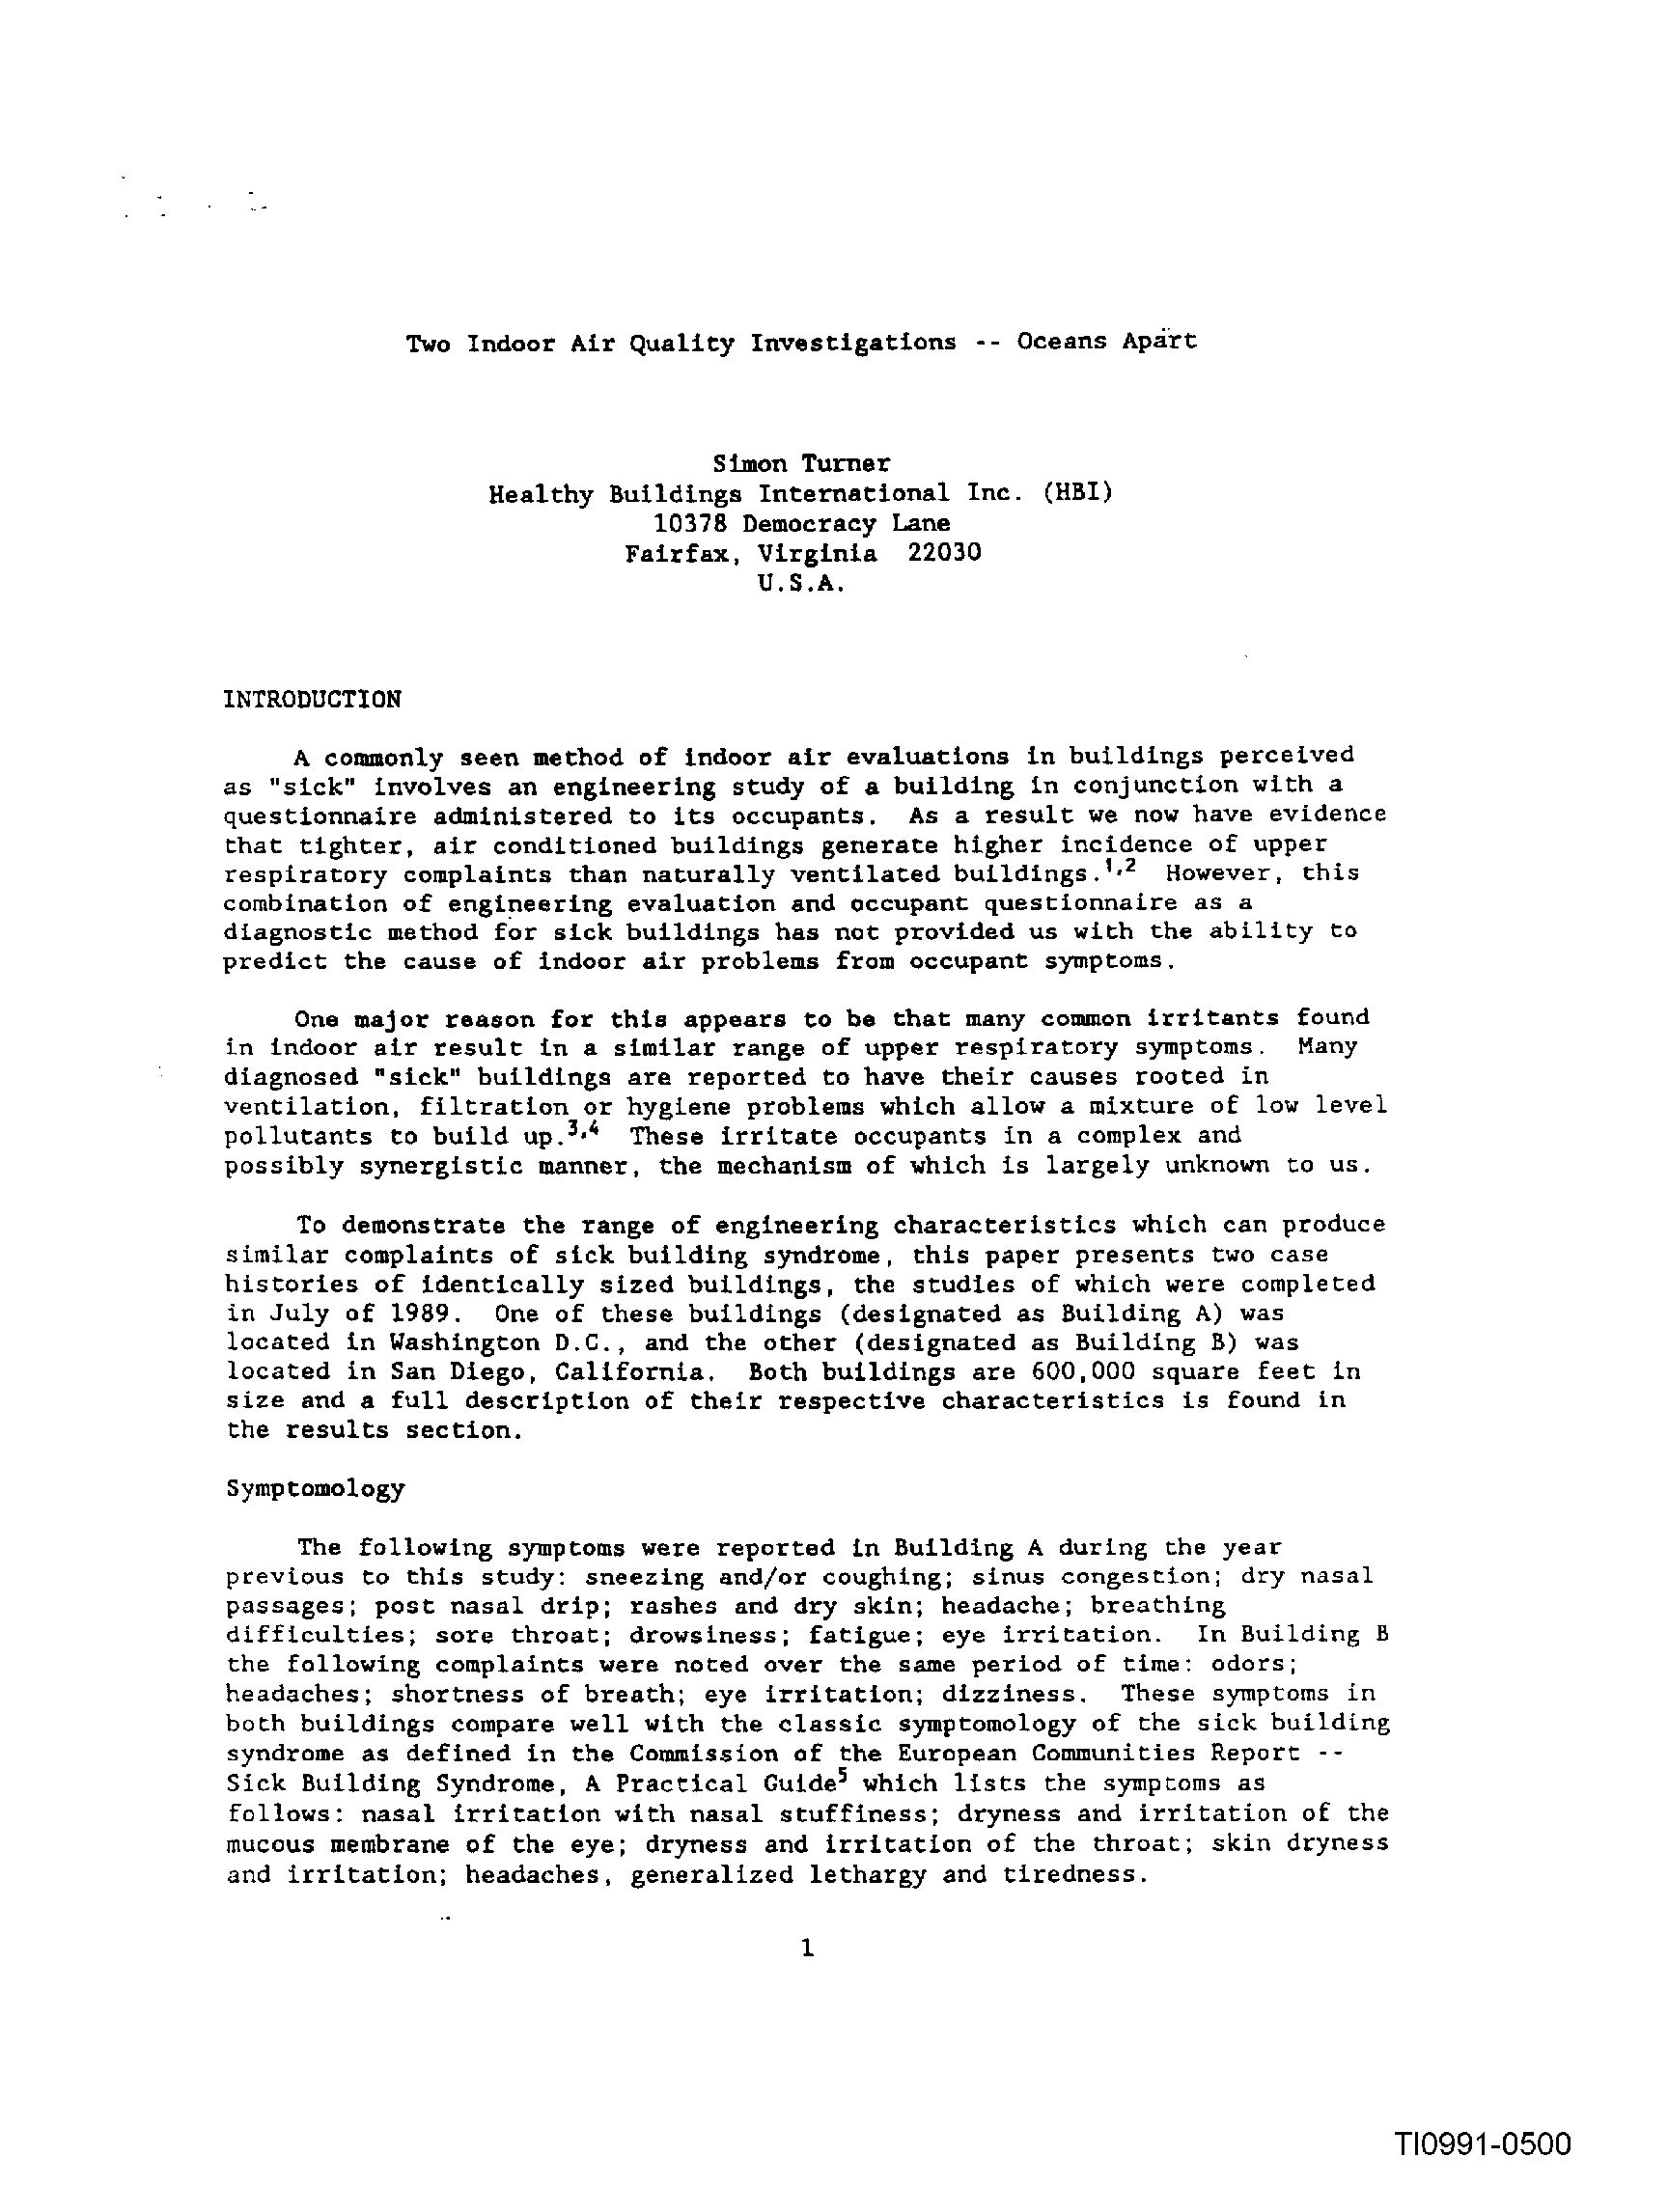 Two Indoor Air Quality Investigations -- Oceans Apart
Simon Turner
Healthy Buildings International Inc. (HBI)
10378 Democracy Lane
Fairfax, Virginia 22030
U.S.A.
INTRODUCTION
A commonly seen method of indoor air evaluations in buildings perceived
as "sick" involves an engineering study of a building in conjunction with a
questionnaire administered to its occupants. As a result we now have evidence
that tighter, air conditioned buildings generate higher incidence of upper
respiratory complaints than naturally ventilated buildings.1,2 However, this
combination of engineering evaluation and occupant questionnaire as a
diagnostic method for sick buildings has not provided us with the ability to
predict the cause of indoor air problems from occupant symptoms.
One major reason for this appears to be that many common irritants found
in indoor air result in a similar range of upper respiratory symptoms. Many
diagnosed "sick" buildings are reported to have their causes rooted in
ventilation, filtration or hygiene problems which allow a mixture of low level
pollutants to build up.3,4 These irritate occupants in a complex and
possibly synergistic manner, the mechanism of which is largely unknown to us.
To demonstrate the range of engineering characteristics which can produce
similar complaints of sick building syndrome, this paper presents two case
histories of identically sized buildings, the studies of which were completed
in July of 1989. One of these buildings (designated as Building A) was
located in Washington D.C., and the other (designated as Building B) was
located in San Diego, California. Both buildings are 600,000 square feet in
size and a full description of their respective characteristics is found in
the results section.
Symptomology
The following symptoms were reported in Building A during the year
previous to this study: sneezing and/or coughing; sinus congestion; dry nasal
passages; post nasal drip; rashes and dry skin; headache; breathing
difficulties; sore throat; drowsiness; fatigue; eye irritation. In Building B
the following complaints were noted over the same period of time: odors;
headaches; shortness of breath; eye irritation; dizziness. These symptoms in
both buildings compare well with the classic symptomology of the sick building
syndrome as defined in the Commission of the European Communities Report --
Sick Building Syndrome, A Practical Guide5 which lists the symptoms as
follows: nasal irritation with nasal stuffiness; dryness and irritation of the
mucous membrane of the eye; dryness and irritation of the throat; skin dryness
and irritation; headaches, generalized lethargy and tiredness.
1
TI0991-0500